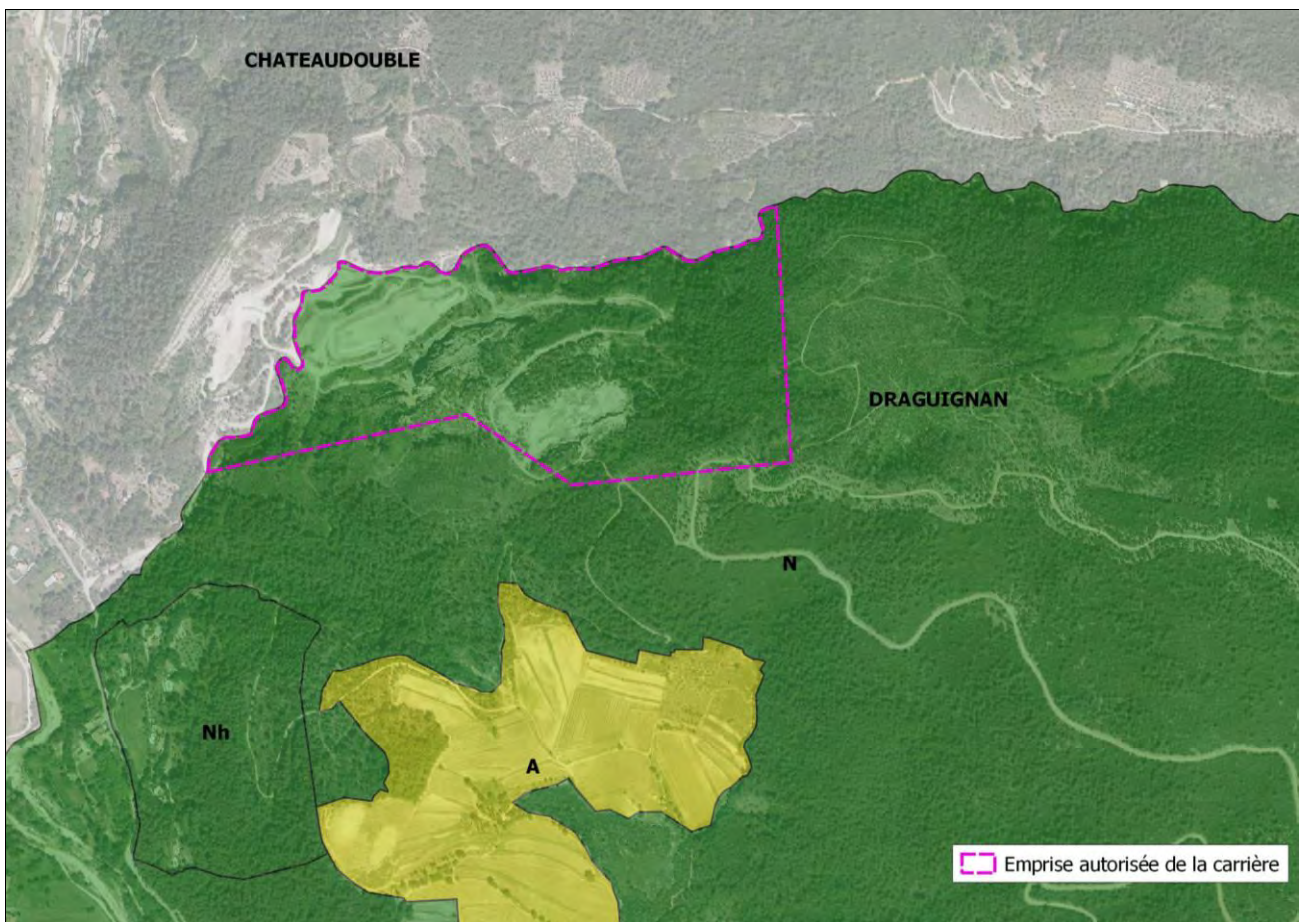 CHATEAUDOUBLE
DRAGUIGNAN
N
Nh
A
Emprise autorisée de la carrière